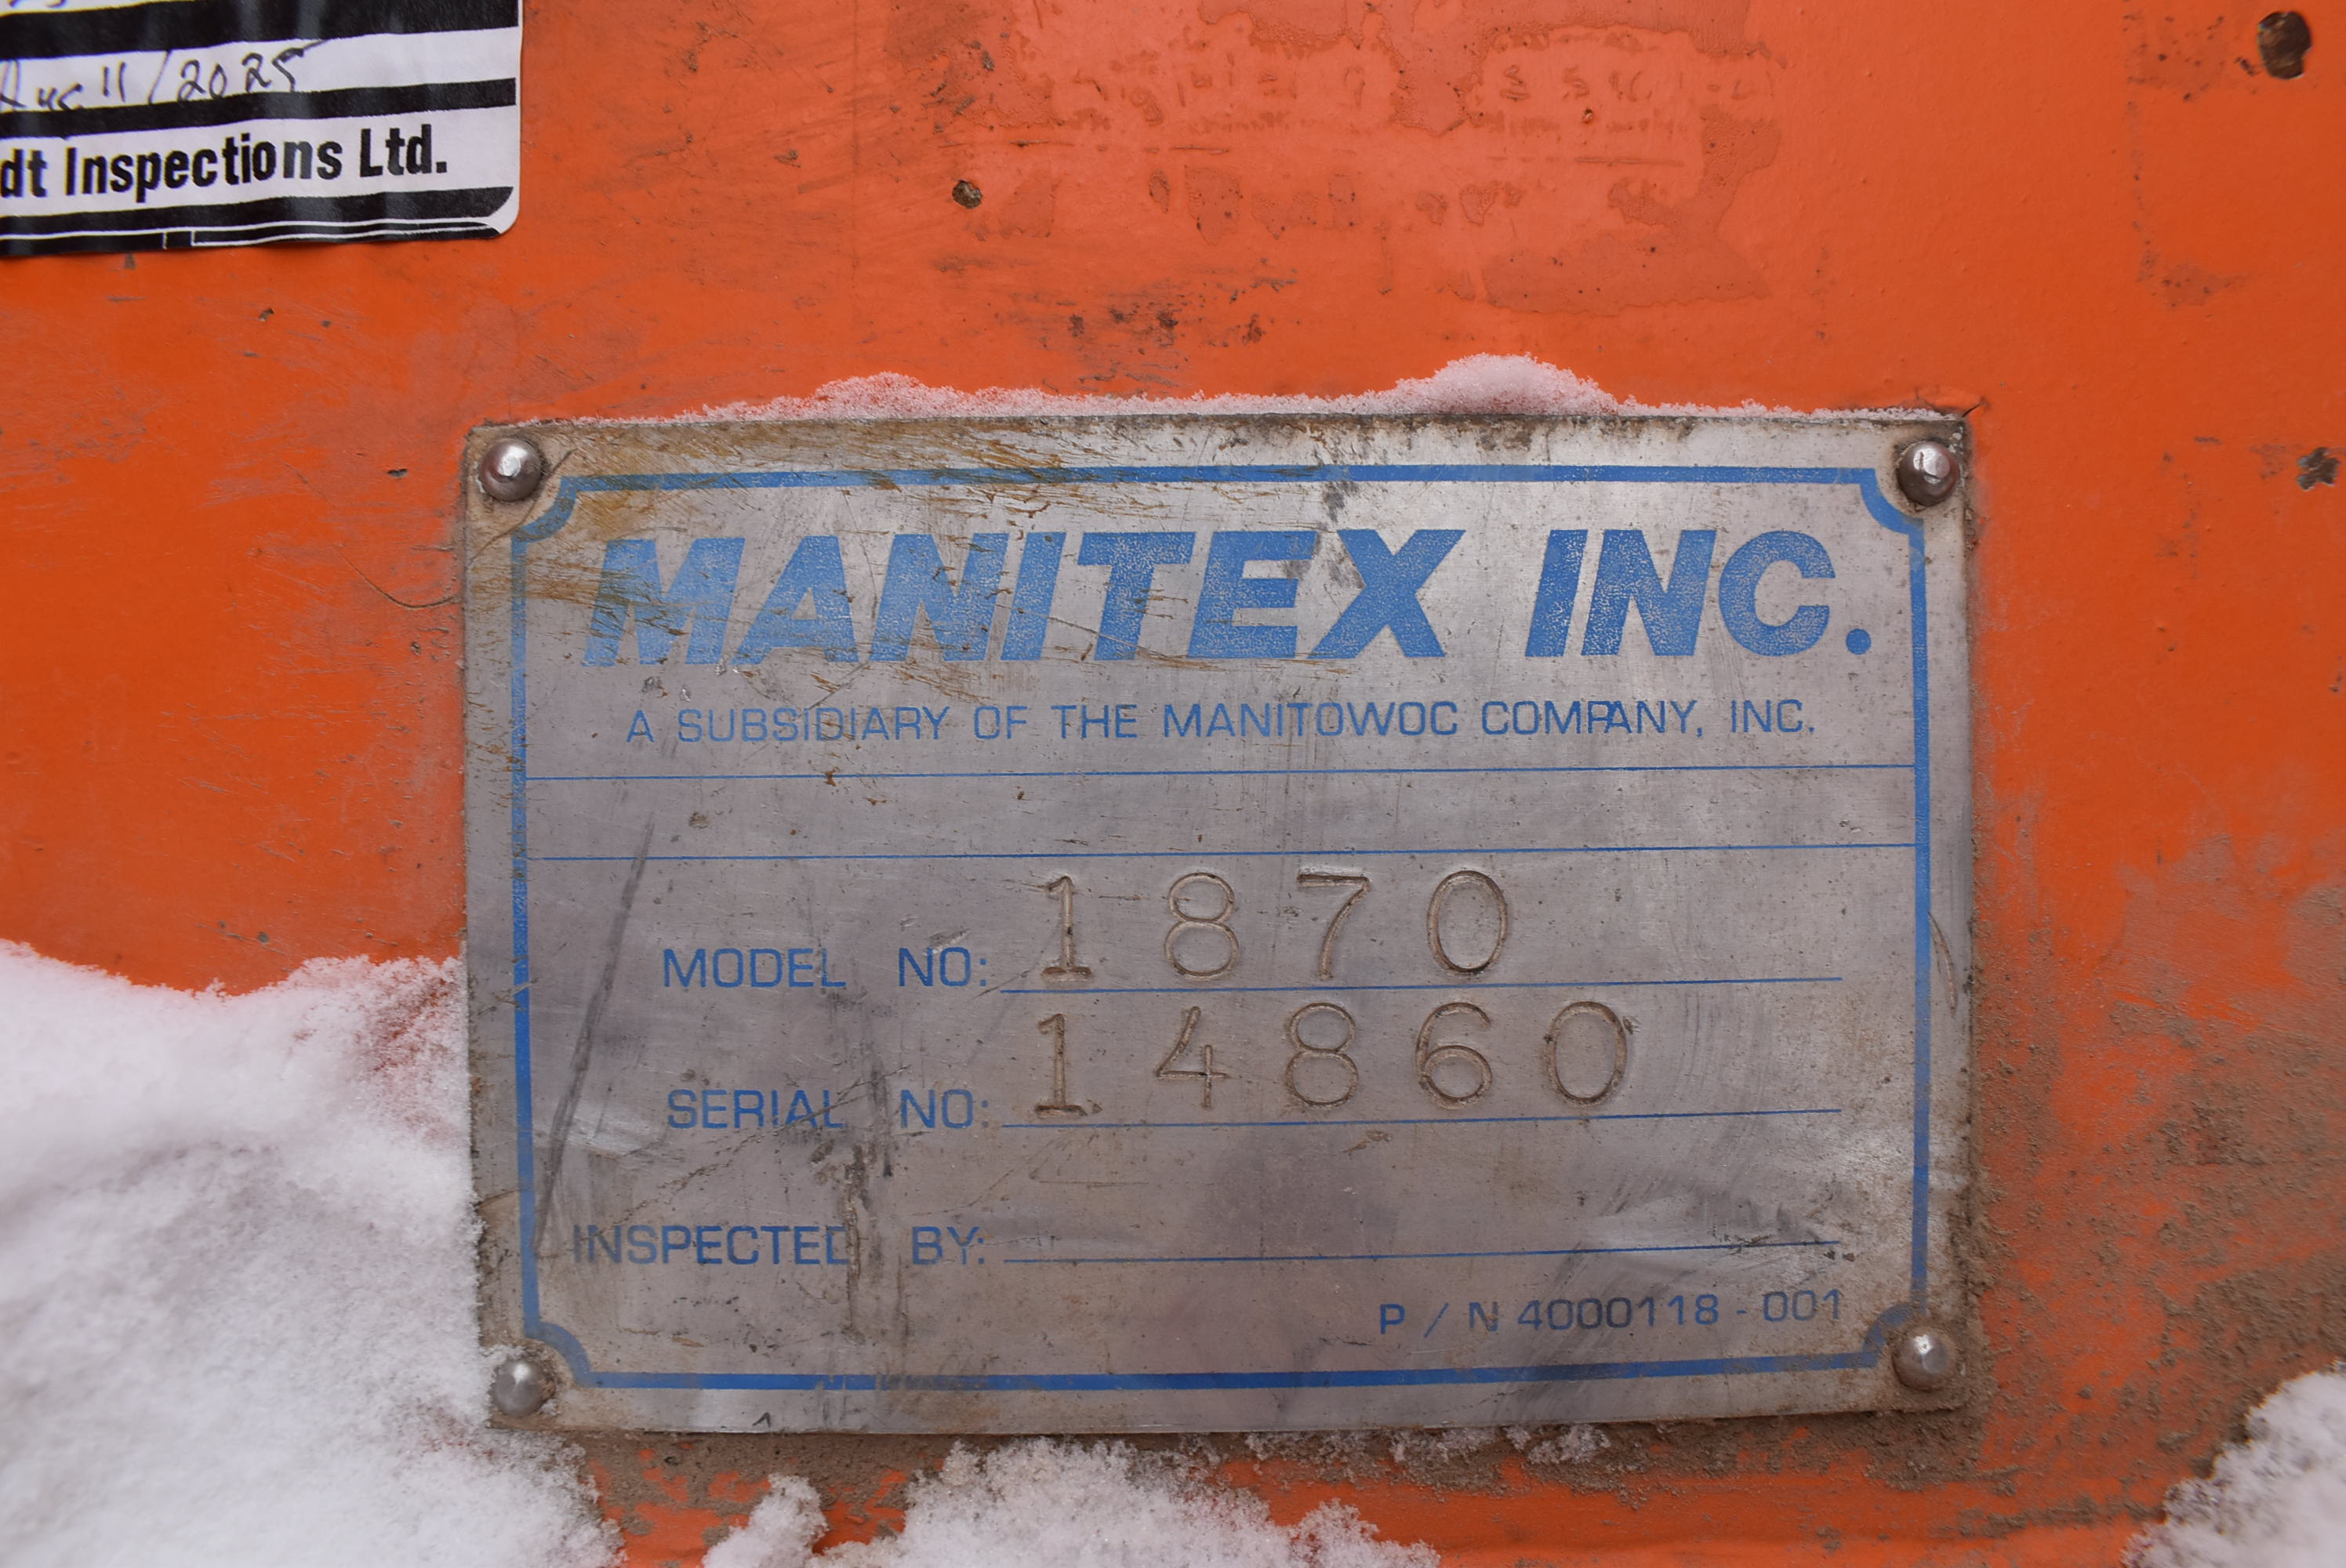 Aug 11/2025
dt Inspections Ltd.
MANITEX INC.
A SUBSIDIARY OF THE MANITOWOC COMPANY, INC.
MODEL NO: 1870
SERIAL NO: 14860
INSPECTED BY:
P/N 4000118-001